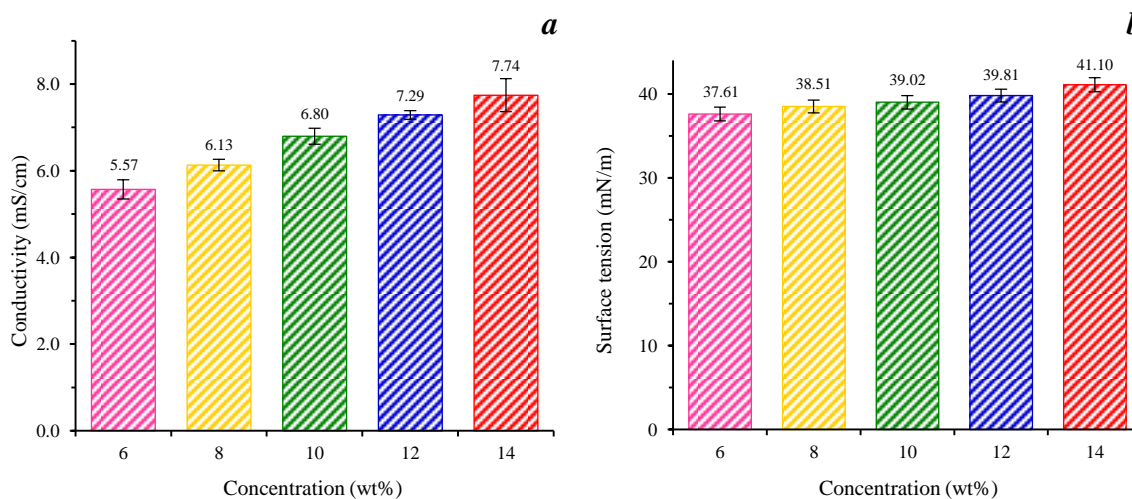 a
Conductivity (mS/cm)
8.0
6.0
4.0
2.0
0.0
5.57
6.13
6.80
7.29
7.74
6 8 10 12 14
Concentration (wt%)
b
Surface tension (mN/m)
40
30
20
10
0
37.61
38.51
39.02
39.81
41.10
6 8 10 12 14
Concentration (wt%)